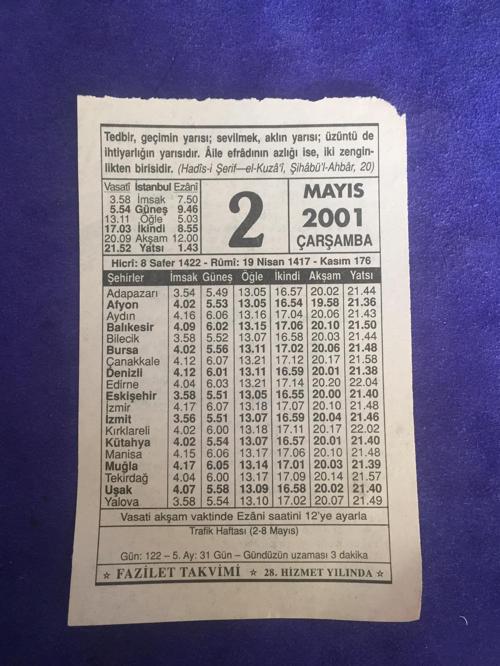 Tedbir, geçimin yarısı; sevilmek, aklın yarısı; üzüntü de
ihtiyarlığın yarısıdır. Âile efrâdının azlığı ise, iki zengin-
likten birisidir. (Hadîs-i Şerif—el-Kuzâ'î, Şihâbü'l-Ahbâr, 20)
Vasatî İstanbul Ezânî
3.58 İmsak 7.50
5.54 Güneş 9.46
13.11 Öğle 5.03
17.03 İkindi 8.55
20.09 Akşam 12.00
21.52 Yatsı 1.43
2
MAYIS
2001
ÇARŞAMBA
Hicrî: 8 Safer 1422 - Rûmî: 19 Nisan 1417 - Kasım 176
Şehirler İmsak Güneş Öğle İkindi Akşam Yatsı
Adapazarı 3.54 5.49 13.05 16.57 20.02 21.44
Afyon 4.02 5.53 13.05 16.54 19.58 21.36
Aydın 4.16 6.06 13.16 17.04 20.06 21.43
Balıkesir 4.09 6.02 13.15 17.06 20.10 21.50
Bilecik 3.58 5.52 13.07 16.58 20.03 21.44
Bursa 4.02 5.56 13.11 17.02 20.06 21.48
Çanakkale 4.12 6.07 13.21 17.12 20.17 21.58
Denizli 4.12 6.01 13.11 16.59 20.01 21.38
Edirne 4.04 6.03 13.21 17.14 20.20 22.04
Eskişehir 3.58 5.51 13.05 16.55 20.00 21.40
İzmir 4.17 6.07 13.18 17.07 20.10 21.48
İzmit 3.56 5.51 13.07 16.59 20.04 21.46
Kırklareli 4.02 6.00 13.18 17.11 20.17 22.02
Kütahya 4.02 5.54 13.07 16.57 20.01 21.40
Manisa 4.15 6.06 13.17 17.06 20.10 21.48
Muğla 4.17 6.05 13.14 17.01 20.03 21.39
Tekirdağ 4.04 6.00 13.17 17.09 20.14 21.57
Uşak 4.07 5.58 13.09 16.58 20.02 21.40
Yalova 3.58 5.54 13.10 17.02 20.07 21.49
Vasati akşam vaktinde Ezâni saatini 12'ye ayarla
Trafik Haftası (2-8 Mayıs)
Gün: 122 – 5. Ay: 31 Gün – Gündüzün uzaması 3 dakika
☆ FAZİLET TAKVİMİ ☆ 28. HİZMET YILINDA ☆